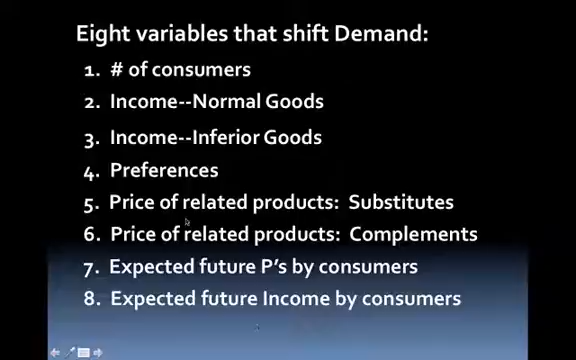 Eight variables that shift Demand:
1. # of consumers
2. Income--Normal Goods
3. Income--Inferior Goods
4. Preferences
5. Price of related products: Substitutes
6. Price of related products: Complements
7. Expected future P's by consumers
8. Expected future Income by consumers